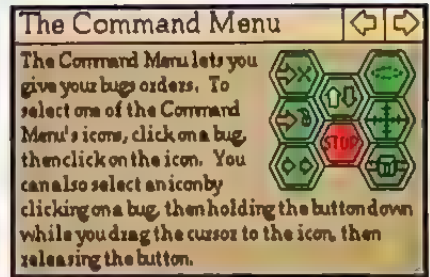 The Command Menu
The Command Menu lets you
give your bugs orders. To
select one of the Command
Menu's icons, click on a bug,
then click on the icon. You
can also select an icon by
clicking on a bug, then holding the button down
while you drag the cursor to the icon, then
releasing the button.
STOP